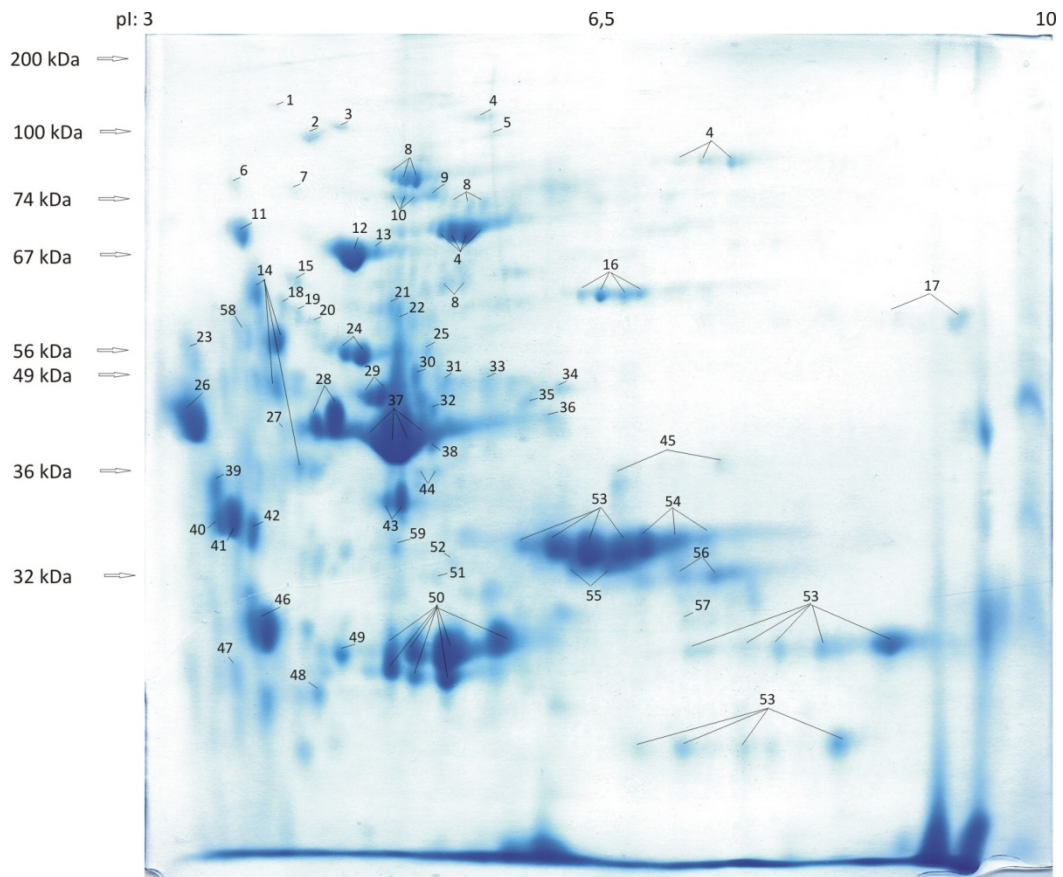 pI: 3 6,5 10
200 kDa
1
4
3
100 kDa 2 5
4
8
6 7 9 8
74 kDa
10
11
12 13
67 kDa 4
14 15 16
8 17
18 21
58 19 22
20
23 24 25
56 kDa
30
49 kDa 29 31 33 34
26 28
35
27 37 32 36
38 45
36 kDa
39 44
53 54
40 42 43
41 59
52 56
32 kDa 51
55
46 50 57 53
49
47
48
53